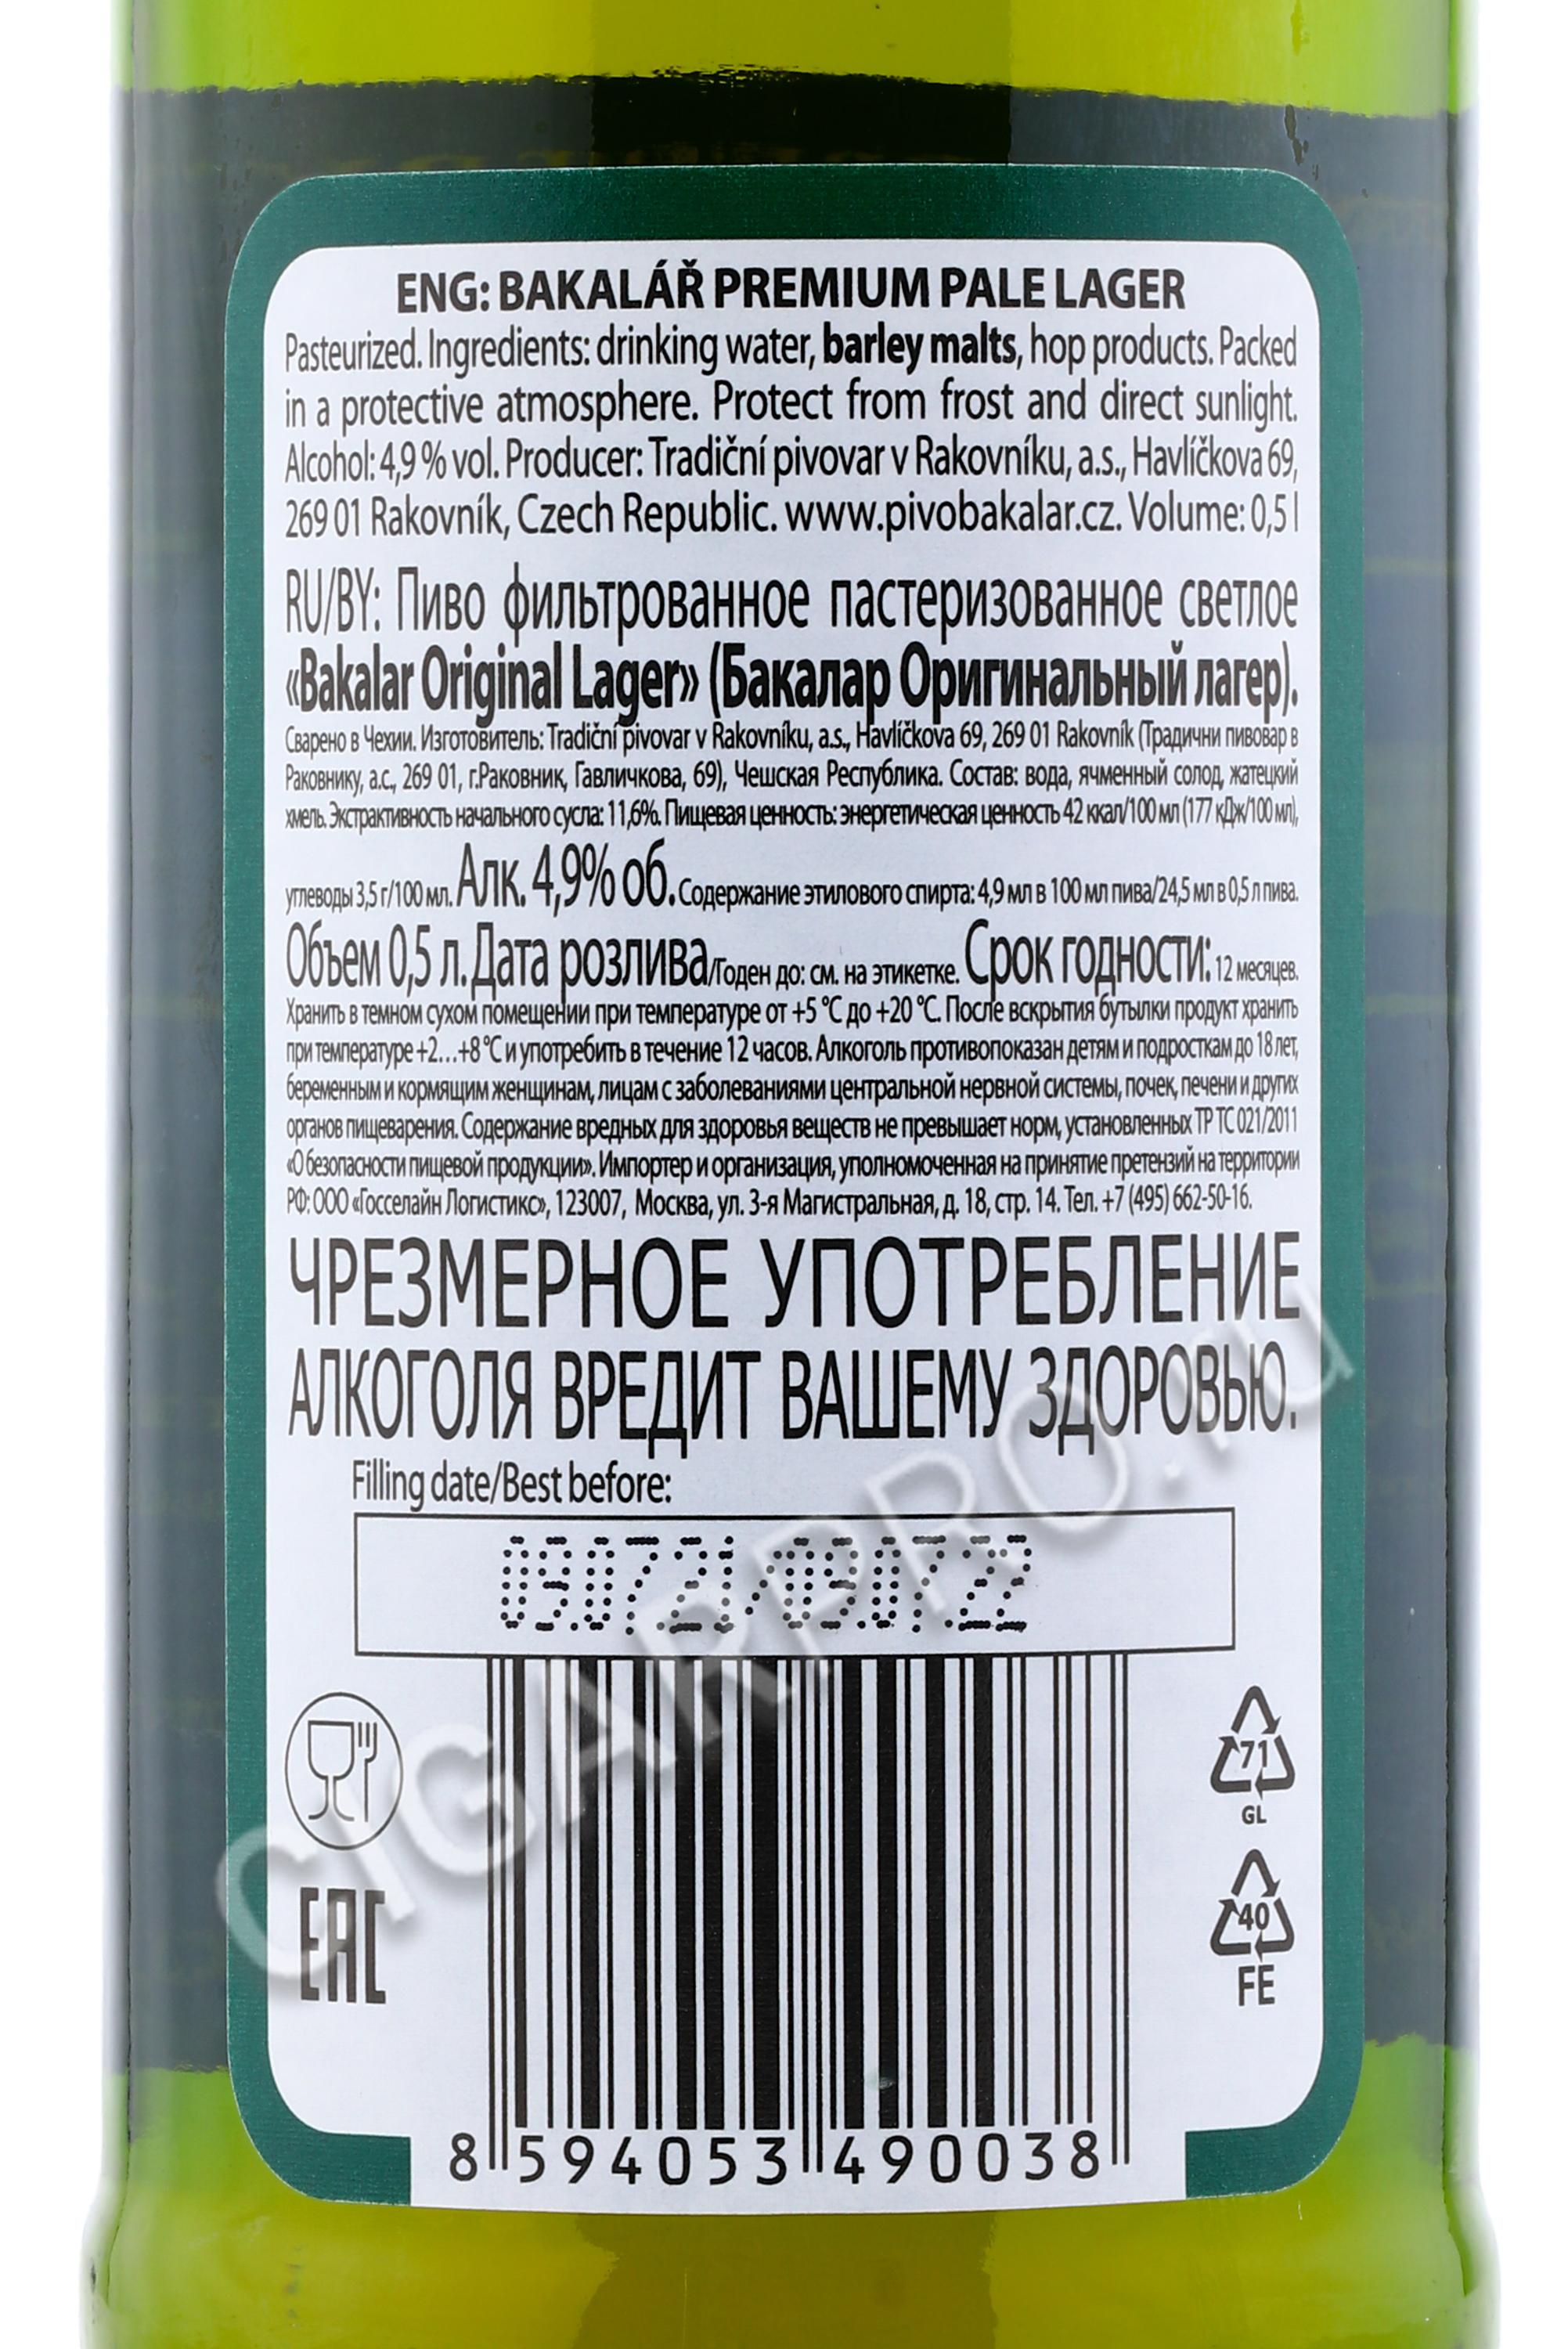 ENG: BAKALÁŘ PREMIUM PALE LAGER
Pasteurized. Ingredients: drinking water, barley malts, hop products. Packed
in a protective atmosphere. Protect from frost and direct sunlight.
Alcohol: 4,9 % vol. Producer: Tradiční pivovar v Rakovníku, a.s., Havlíčkova 69,
269 01 Rakovník, Czech Republic. www.pivobakalar.cz. Volume: 0,5 l
RU/BY: Пиво фильтрованное пастеризованное светлое
«Bakalar Original Lager» (Бакалар Оригинальный лагер).
Сварено в Чехии. Изготовитель: Tradiční pivovar v Rakovníku, a.s., Havlíčkova 69, 269 01 Rakovník (Традични пивовар в
Раковнику, а.с., 269 01, г.Раковник, Гавличкова, 69), Чешская Республика. Состав: вода, ячменный солод, жатецкий
хмель. Экстрактивность начального сусла: 11,6%. Пищевая ценность: энергетическая ценность 42 ккал/100 мл (177 кДж/100 мл),
углеводы 3,5 г/100 мл. Алк. 4,9% об. Содержание этилового спирта: 4,9 мл в 100 мл пива/24,5 мл в 0,5 л пива.
Объем 0,5 л. Дата розлива/Годен до: см. на этикетке. Срок годности: 12 месяцев.
Хранить в темном сухом помещении при температуре от +5 °C до +20 °C. После вскрытия бутылки продукт хранить
при температуре +2…+8 °C и употребить в течение 12 часов. Алкоголь противопоказан детям и подросткам до 18 лет,
беременным и кормящим женщинам, лицам с заболеваниями центральной нервной системы, почек, печени и других
органов пищеварения. Содержание вредных для здоровья веществ не превышает норм, установленных ТР ТС 021/2011
«О безопасности пищевой продукции». Импортер и организация, уполномоченная на принятие претензий на территории
РФ: ООО «Госселайн Логистикс», 123007, Москва, ул. 3-я Магистральная, д. 18, стр. 14. Тел. +7 (495) 662-50-16.
ЧРЕЗМЕРНОЕ УПОТРЕБЛЕНИЕ
АЛКОГОЛЯ ВРЕДИТ ВАШЕМУ ЗДОРОВЬЮ.
Filling date/Best before:
09.07.21/09.07.22
71
GL
40
FE
EAC
8 594053 490038
CIGARPRO.ru